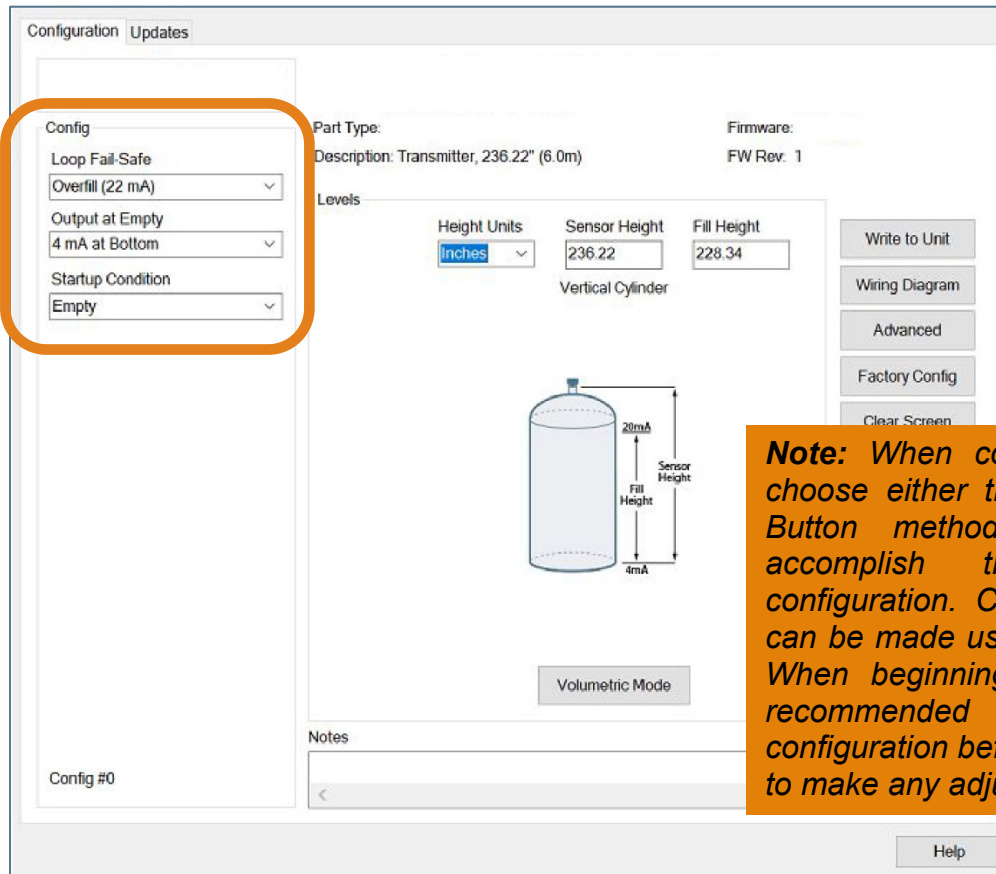 Configuration Updates
Config
Loop Fail-Safe
Overfill (22 mA)
Output at Empty
4 mA at Bottom
Startup Condition
Empty
Config #0
Part Type:
Firmware:
Description: Transmitter, 236.22" (6.0m)
FW Rev: 1
Levels
Height Units
Sensor Height
Fill Height
Inches
236.22
228.34
Vertical Cylinder
20mA
Sensor
Height
Fill
Height
4mA
Volumetric Mode
Notes
Write to Unit
Wiring Diagram
Advanced
Factory Config
Clear Screen
Note: When co
choose either t
Button method
accomplish t
configuration. C
can be made us
When beginning
recommended
configuration bef
to make any adju
Help